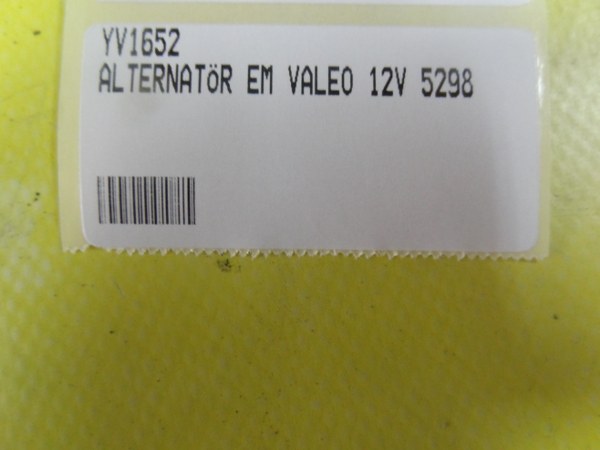 YV1652
ALTERNATÖR EM VALEO 12V 5298